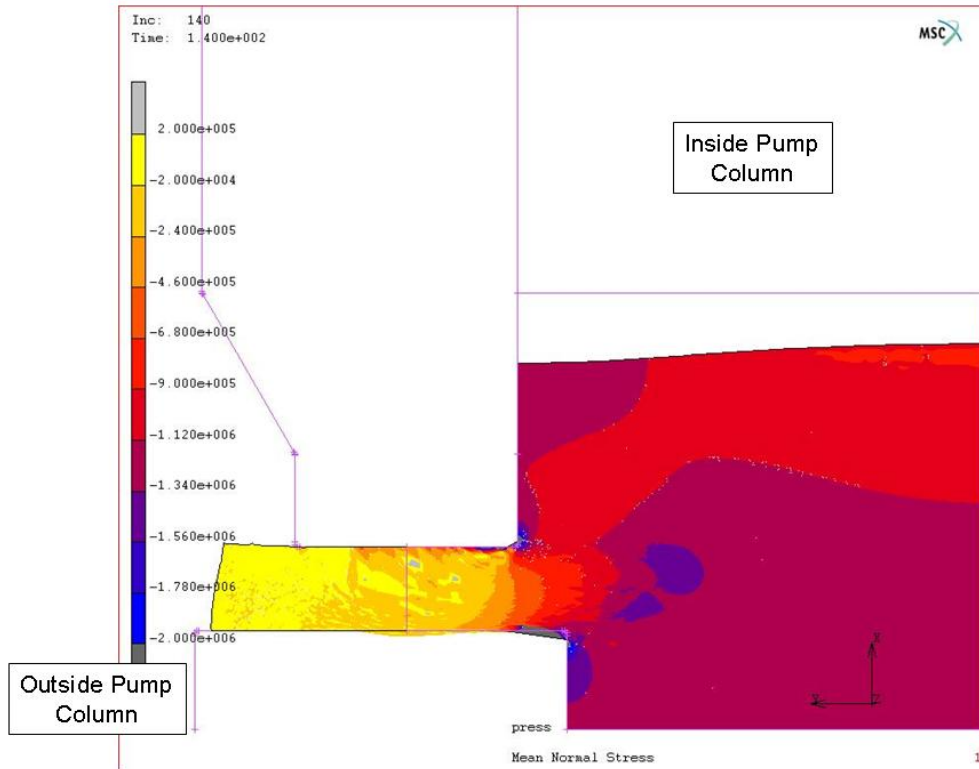 Inc: 140
Time: 1.400e+002
MSC
Inside Pump
Column
2.000e+005
-2.000e+004
-2.400e+005
-4.600e+005
-6.800e+005
-9.000e+005
-1.120e+006
-1.340e+006
-1.560e+006
-1.780e+006
-2.000e+006
Outside Pump
Column
X
Y
Z
press
Mean Normal Stress
1